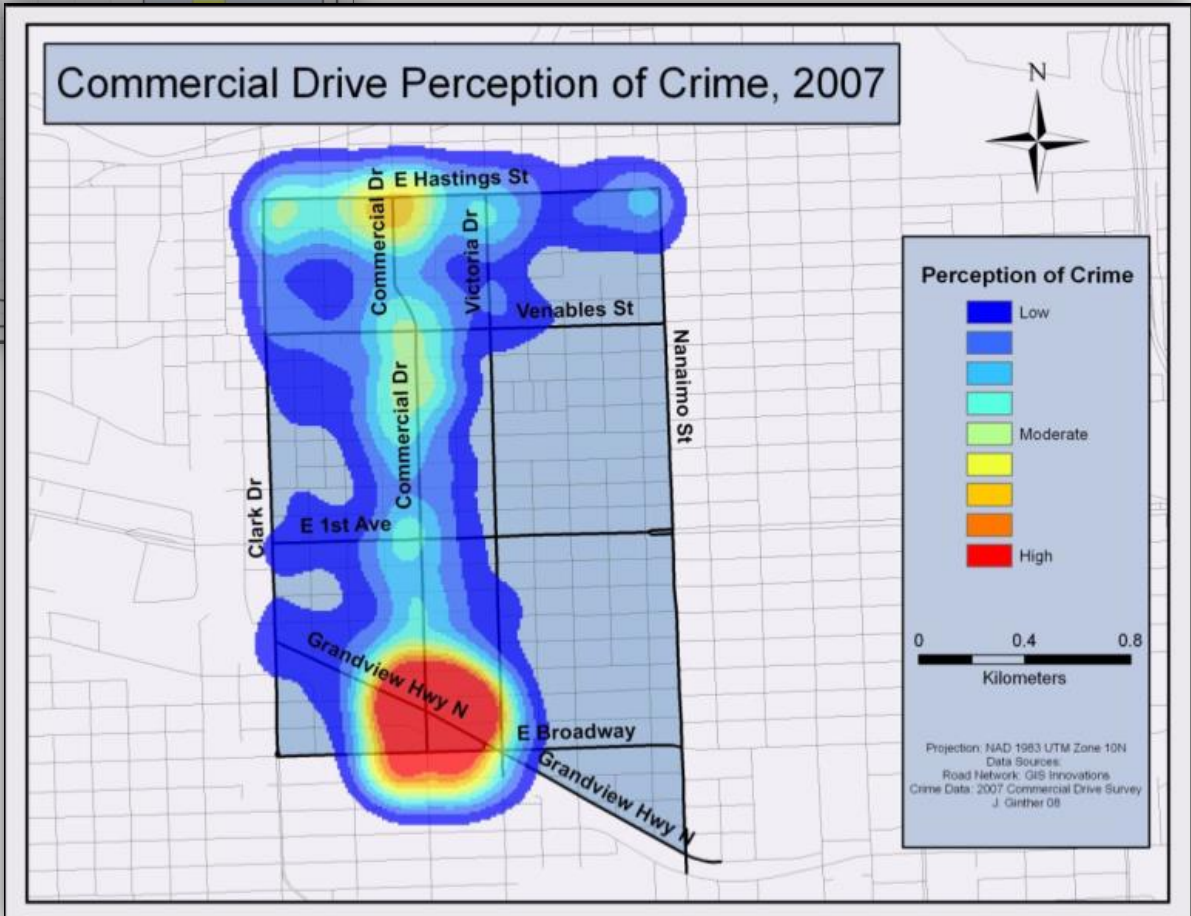 Commercial Drive Perception of Crime, 2007
N
E Hastings St
Commercial Dr
Victoria Dr
Venables St
Nanaimo St
Commercial Dr
Clark Dr
E 1st Ave
Grandview Hwy N
E Broadway
Grandview Hwy N
Perception of Crime
Low
Moderate
High
0 0.4 0.8
Kilometers
Projection: NAD 1983 UTM Zone 10N
Data Sources:
Road Network: GIS Innovations
Crime Data: 2007 Commercial Drive Survey
J. Ginther 08